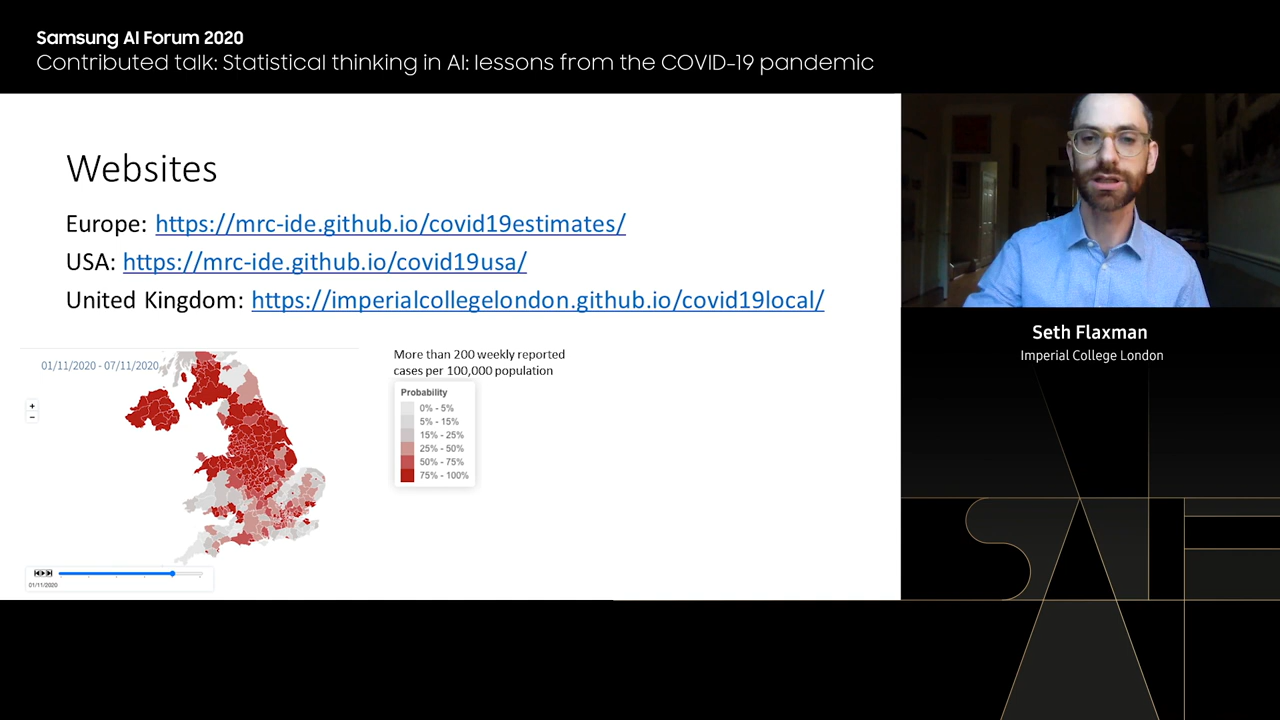 Samsung AI Forum 2020
Contributed talk: Statistical thinking in AI: lessons from the COVID-19 pandemic
Websites
Europe: https://mrc-ide.github.io/covid19estimates/
USA: https://mrc-ide.github.io/covid19usa/
United Kingdom: https://imperialcollegelondon.github.io/covid19local/
01/11/2020 - 07/11/2020
+
−
01/11/2020
More than 200 weekly reported
cases per 100,000 population
Probability
0% - 5%
5% - 15%
15% - 25%
25% - 50%
50% - 75%
75% - 100%
Seth Flaxman
Imperial College London